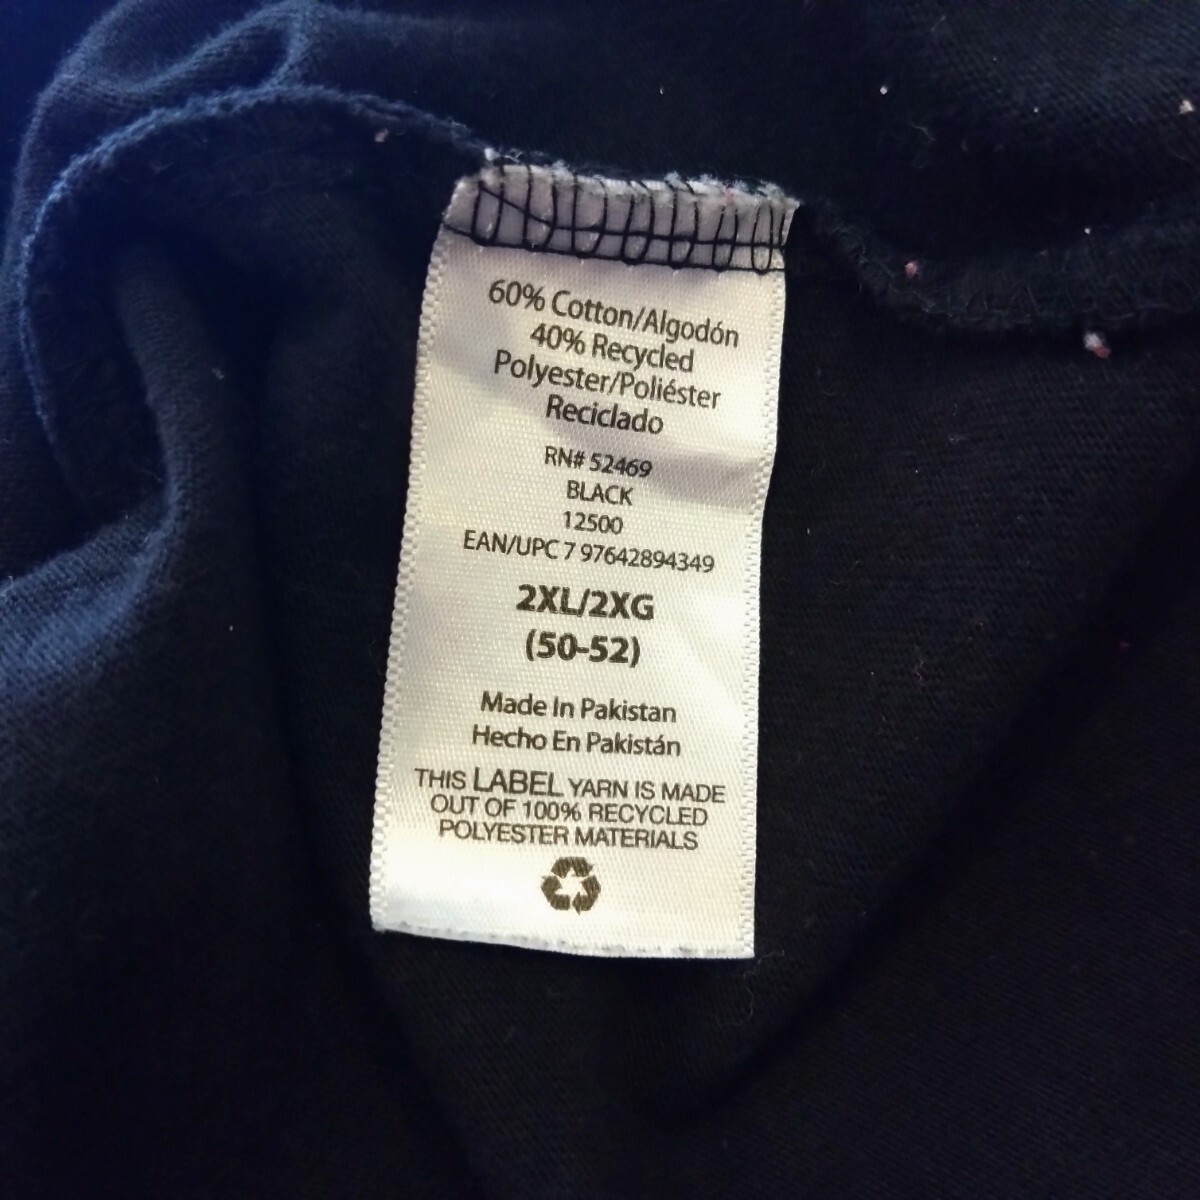 60% Cotton/Algodón
40% Recycled
Polyester/Poliéster
Reciclado
RN# 52469
BLACK
12500
EAN/UPC 7 97642894349
2XL/2XG
(50-52)
Made In Pakistan
Hecho En Pakistán
THIS LABEL YARN IS MADE
OUT OF 100% RECYCLED
POLYESTER MATERIALS